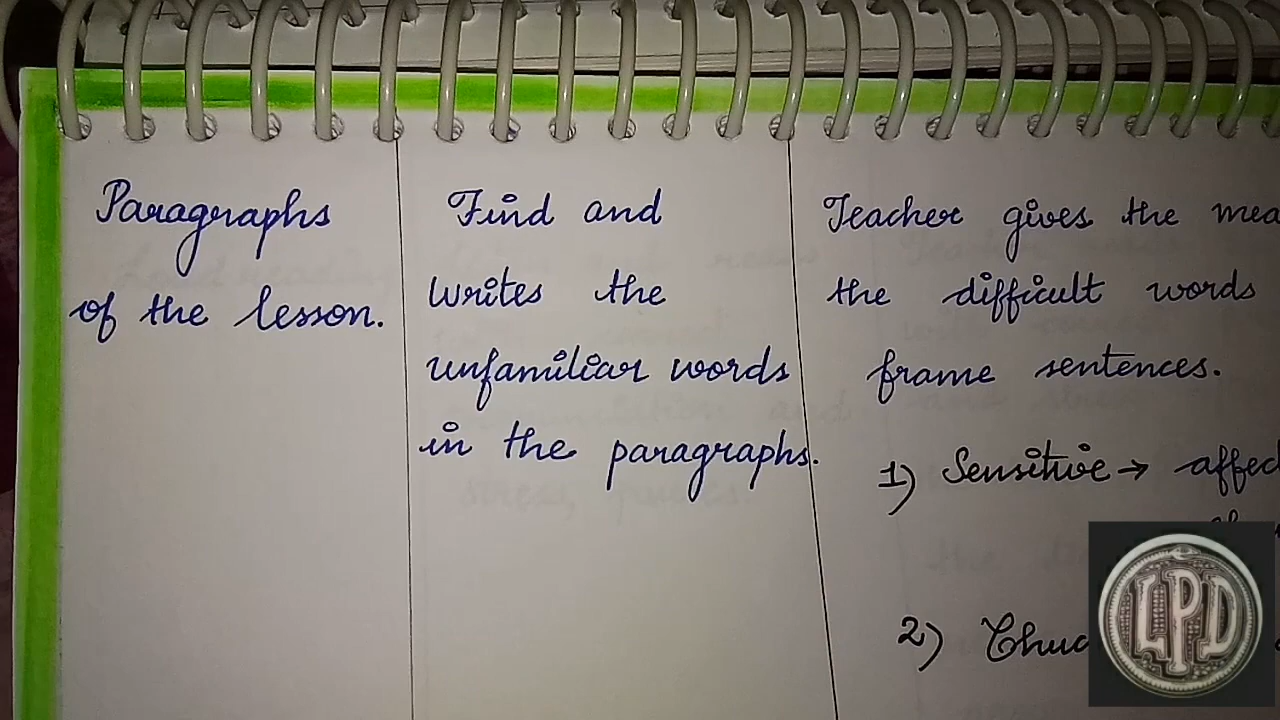 Paragraphs
of the lesson.
Find and
writes the
unfamiliar words
in the paragraphs.
Teacher gives the mea
the difficult words
frame sentences.
1) Sensitive → affec
2) Chuc
LPD